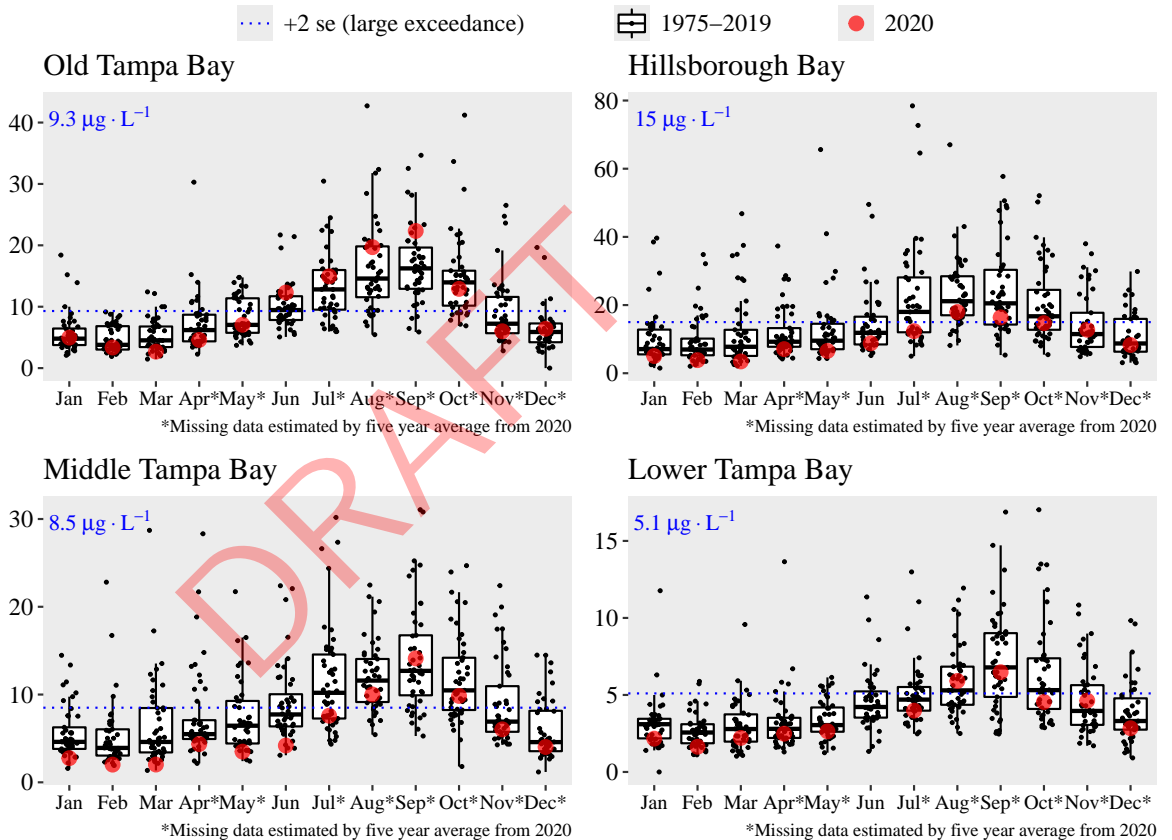 +2 se (large exceedance) 1975–2019 2020
Old Tampa Bay
9.3 μg · L⁻¹
40
30
20
10
0
Jan Feb Mar Apr* May* Jun Jul* Aug* Sep* Oct* Nov* Dec*
*Missing data estimated by five year average from 2020
Hillsborough Bay
15 μg · L⁻¹
80
60
40
20
0
Jan Feb Mar Apr* May* Jun Jul* Aug* Sep* Oct* Nov* Dec*
*Missing data estimated by five year average from 2020
Middle Tampa Bay
8.5 μg · L⁻¹
30
20
10
0
Jan Feb Mar Apr* May* Jun Jul* Aug* Sep* Oct* Nov* Dec*
*Missing data estimated by five year average from 2020
Lower Tampa Bay
5.1 μg · L⁻¹
15
10
5
0
Jan Feb Mar Apr* May* Jun Jul* Aug* Sep* Oct* Nov* Dec*
*Missing data estimated by five year average from 2020
DRAFT